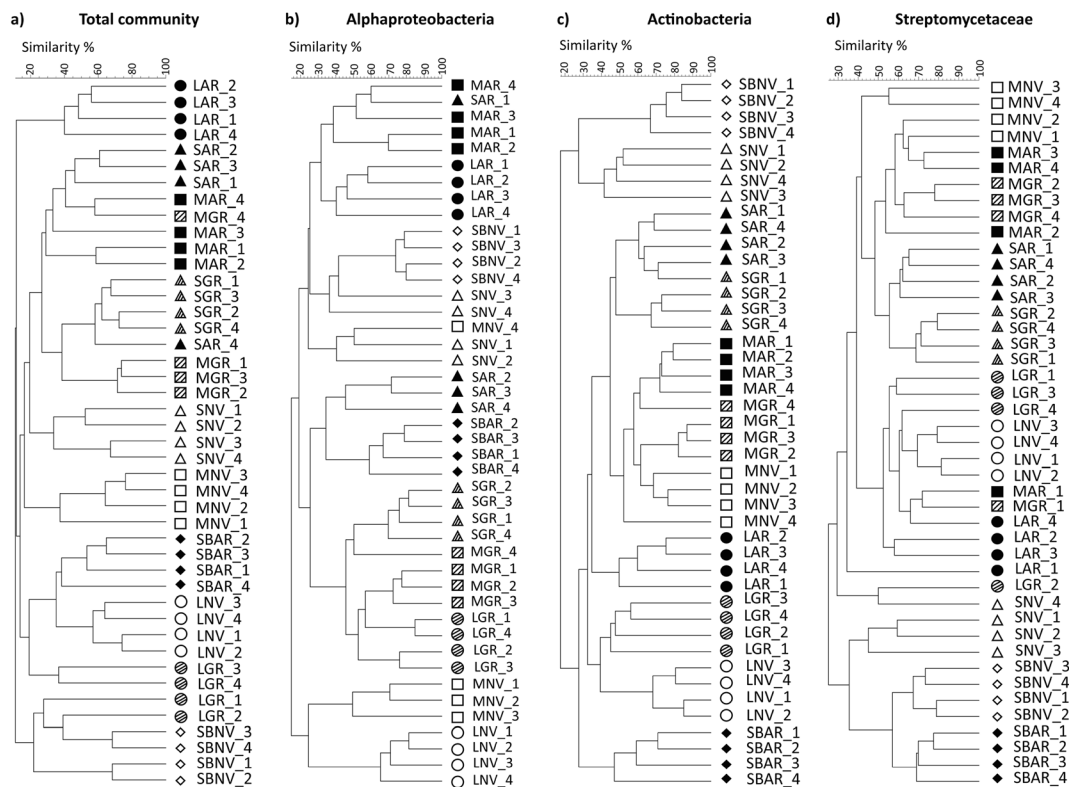 a) Total community
Similarity %
20 40 60 80 100
LAR_2
LAR_3
LAR_1
LAR_4
SAR_2
SAR_3
SAR_1
MAR_4
MGR_4
MAR_3
MAR_1
MAR_2
SGR_1
SGR_3
SGR_2
SGR_4
SAR_4
MGR_1
MGR_3
MGR_2
SNV_1
SNV_2
SNV_3
SNV_4
MNV_3
MNV_4
MNV_2
MNV_1
SBAR_2
SBAR_3
SBAR_1
SBAR_4
LNV_3
LNV_4
LNV_1
LNV_2
LGR_3
LGR_4
LGR_1
LGR_2
SBNV_3
SBNV_4
SBNV_1
SBNV_2
b) Alphaproteobacteria
Similarity %
20 30 40 50 60 70 80 90 100
MAR_4
SAR_1
MAR_3
MAR_1
MAR_2
LAR_1
LAR_2
LAR_3
LAR_4
SBNV_1
SBNV_3
SBNV_2
SBNV_4
SNV_3
SNV_4
MNV_4
SNV_1
SNV_2
SAR_2
SAR_3
SAR_4
SBAR_2
SBAR_3
SBAR_1
SBAR_4
SGR_2
SGR_3
SGR_1
SGR_4
MGR_4
MGR_1
MGR_2
MGR_3
LGR_1
LGR_4
LGR_2
LGR_3
MNV_1
MNV_2
MNV_3
LNV_1
LNV_2
LNV_3
LNV_4
c) Actinobacteria
Similarity %
20 30 40 50 60 70 80 90 100
SBNV_1
SBNV_2
SBNV_3
SBNV_4
SNV_1
SNV_2
SNV_4
SNV_3
SAR_1
SAR_4
SAR_2
SAR_3
SGR_1
SGR_2
SGR_3
SGR_4
MAR_1
MAR_2
MAR_3
MAR_4
MGR_4
MGR_1
MGR_3
MGR_2
MNV_1
MNV_2
MNV_3
MNV_4
LAR_2
LAR_3
LAR_4
LAR_1
LGR_3
LGR_4
LGR_2
LGR_1
LNV_3
LNV_4
LNV_1
LNV_2
SBAR_1
SBAR_2
SBAR_3
SBAR_4
d) Streptomycetaceae
Similarity %
30 40 50 60 70 80 90 100
MNV_3
MNV_4
MNV_2
MNV_1
MAR_3
MAR_4
MGR_2
MGR_3
MGR_4
MAR_2
SAR_1
SAR_4
SAR_2
SAR_3
SGR_2
SGR_4
SGR_3
SGR_1
LGR_1
LGR_3
LGR_4
LNV_3
LNV_4
LNV_1
LNV_2
MAR_1
MGR_1
LAR_4
LAR_2
LAR_3
LAR_1
LGR_2
SNV_4
SNV_1
SNV_2
SNV_3
SBNV_3
SBNV_4
SBNV_1
SBNV_2
SBAR_1
SBAR_2
SBAR_3
SBAR_4